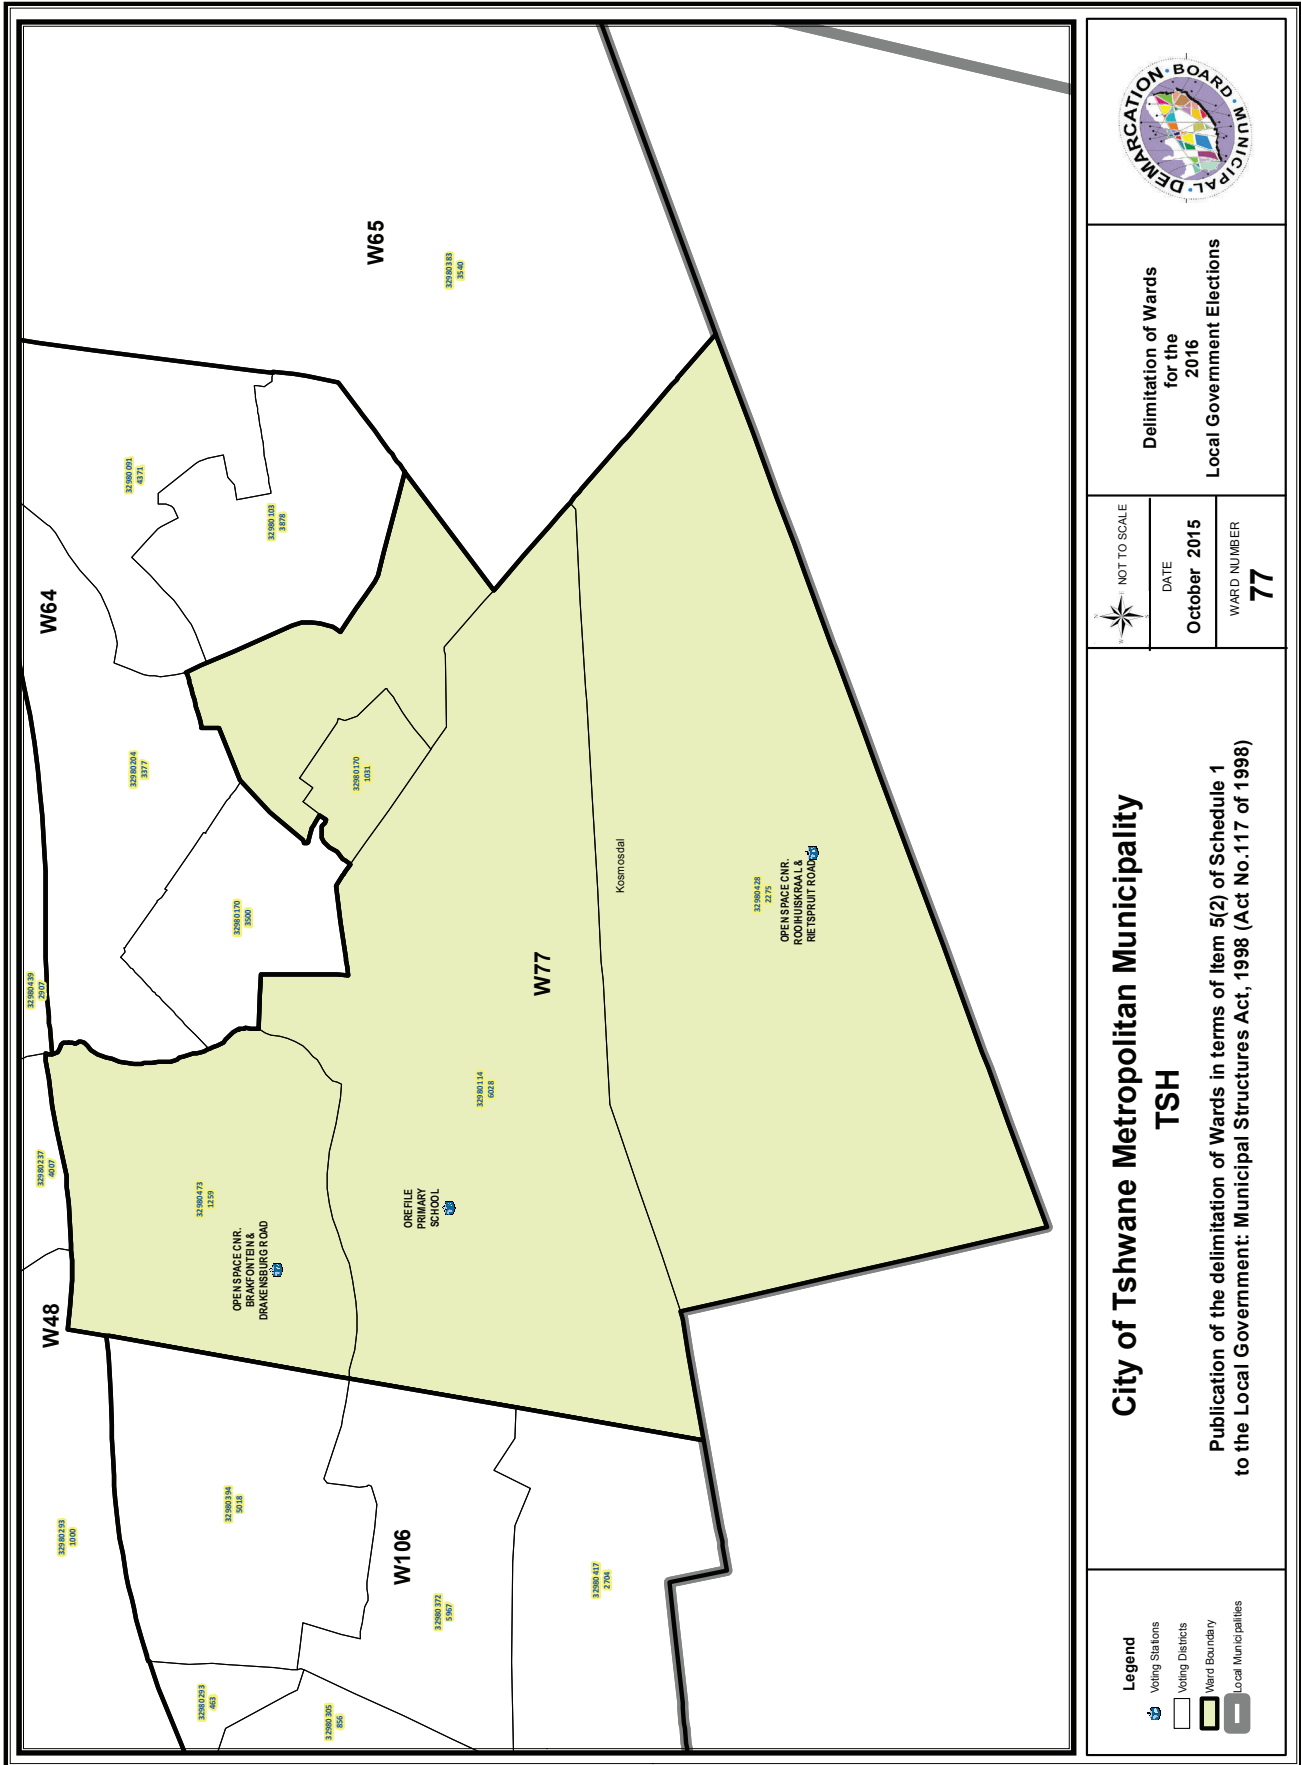 W65
32980383
3540
32980091
4371
32980103
3878
W64
32980204
3377
32980170
1031
32980170
3500
Kosmosdal
32980428
2275
OPEN SPACE CNR.
ROOIHUISKRAAL &
RIETSPRUIT ROAD
W77
32980439
2907
32980114
6028
32980237
4007
32980473
1259
OREFILE
PRIMARY
SCHOOL
OPEN SPACE CNR.
BRAKFONTEIN &
DRAKENSBURG ROAD
W48
32980293
1000
32980394
5018
W106
32980372
5967
32980417
2704
32980293
463
32980305
856
Legend
Voting Stations
Voting Districts
Ward Boundary
Local Municipalities
City of Tshwane Metropolitan Municipality
TSH
Publication of the delimitation of Wards in terms of Item 5(2) of Schedule 1
to the Local Government: Municipal Structures Act, 1998 (Act No.117 of 1998)
N
W E
S
NOT TO SCALE
DATE
October 2015
WARD NUMBER
77
Delimitation of Wards
for the
2016
Local Government Elections
MUNICIPAL • DEMARCATION • BOARD •